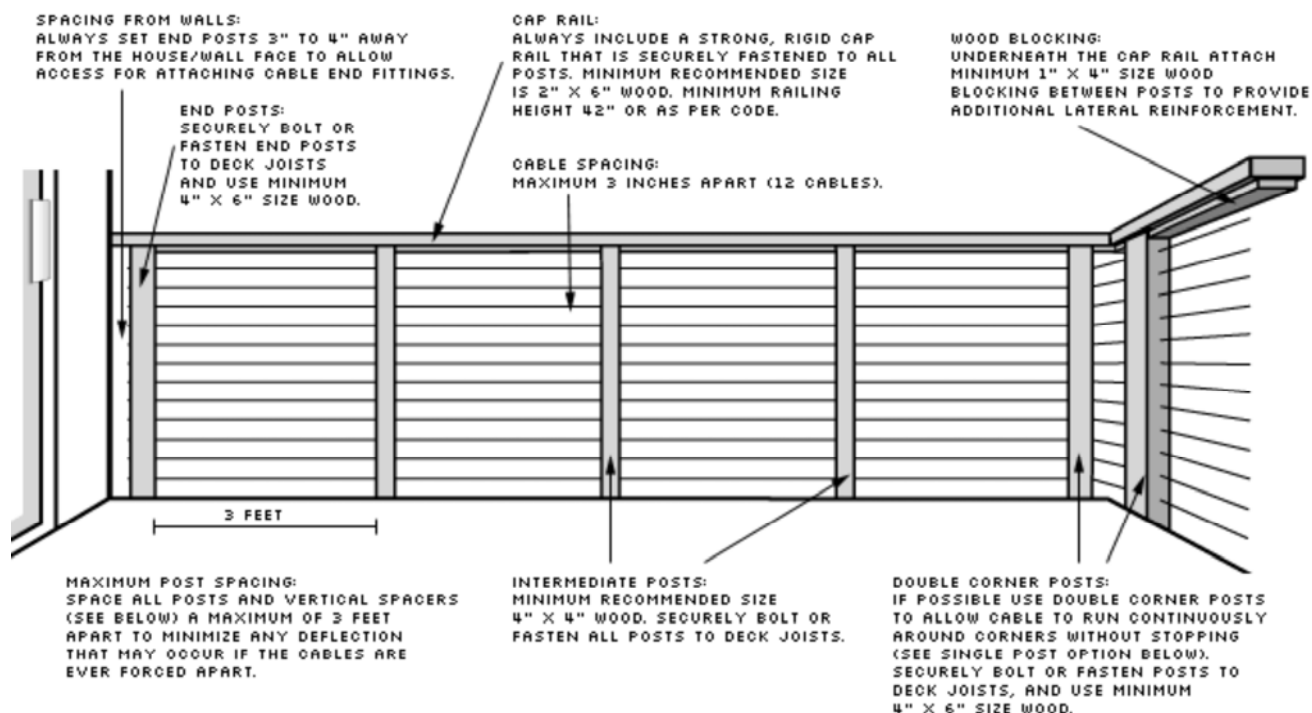 SPACING FROM WALLS:
ALWAYS SET END POSTS 3" TO 4" AWAY
FROM THE HOUSE/WALL FACE TO ALLOW
ACCESS FOR ATTACHING CABLE END FITTINGS.
END POSTS:
SECURELY BOLT OR
FASTEN END POSTS
TO DECK JOISTS
AND USE MINIMUM
4" X 6" SIZE WOOD.
CAP RAIL:
ALWAYS INCLUDE A STRONG, RIGID CAP
RAIL THAT IS SECURELY FASTENED TO ALL
POSTS. MINIMUM RECOMMENDED SIZE
IS 2" X 6" WOOD. MINIMUM RAILING
HEIGHT 42" OR AS PER CODE.
CABLE SPACING:
MAXIMUM 3 INCHES APART (12 CABLES).
WOOD BLOCKING:
UNDERNEATH THE CAP RAIL ATTACH
MINIMUM 1" X 4" SIZE WOOD
BLOCKING BETWEEN POSTS TO PROVIDE
ADDITIONAL LATERAL REINFORCEMENT.
3 FEET
MAXIMUM POST SPACING:
SPACE ALL POSTS AND VERTICAL SPACERS
(SEE BELOW) A MAXIMUM OF 3 FEET
APART TO MINIMIZE ANY DEFLECTION
THAT MAY OCCUR IF THE CABLES ARE
EVER FORCED APART.
INTERMEDIATE POSTS:
MINIMUM RECOMMENDED SIZE
4" X 4" WOOD. SECURELY BOLT OR
FASTEN ALL POSTS TO DECK JOISTS.
DOUBLE CORNER POSTS:
IF POSSIBLE USE DOUBLE CORNER POSTS
TO ALLOW CABLE TO RUN CONTINUOUSLY
AROUND CORNERS WITHOUT STOPPING
(SEE SINGLE POST OPTION BELOW).
SECURELY BOLT OR FASTEN POSTS TO
DECK JOISTS, AND USE MINIMUM
4" X 6" SIZE WOOD.